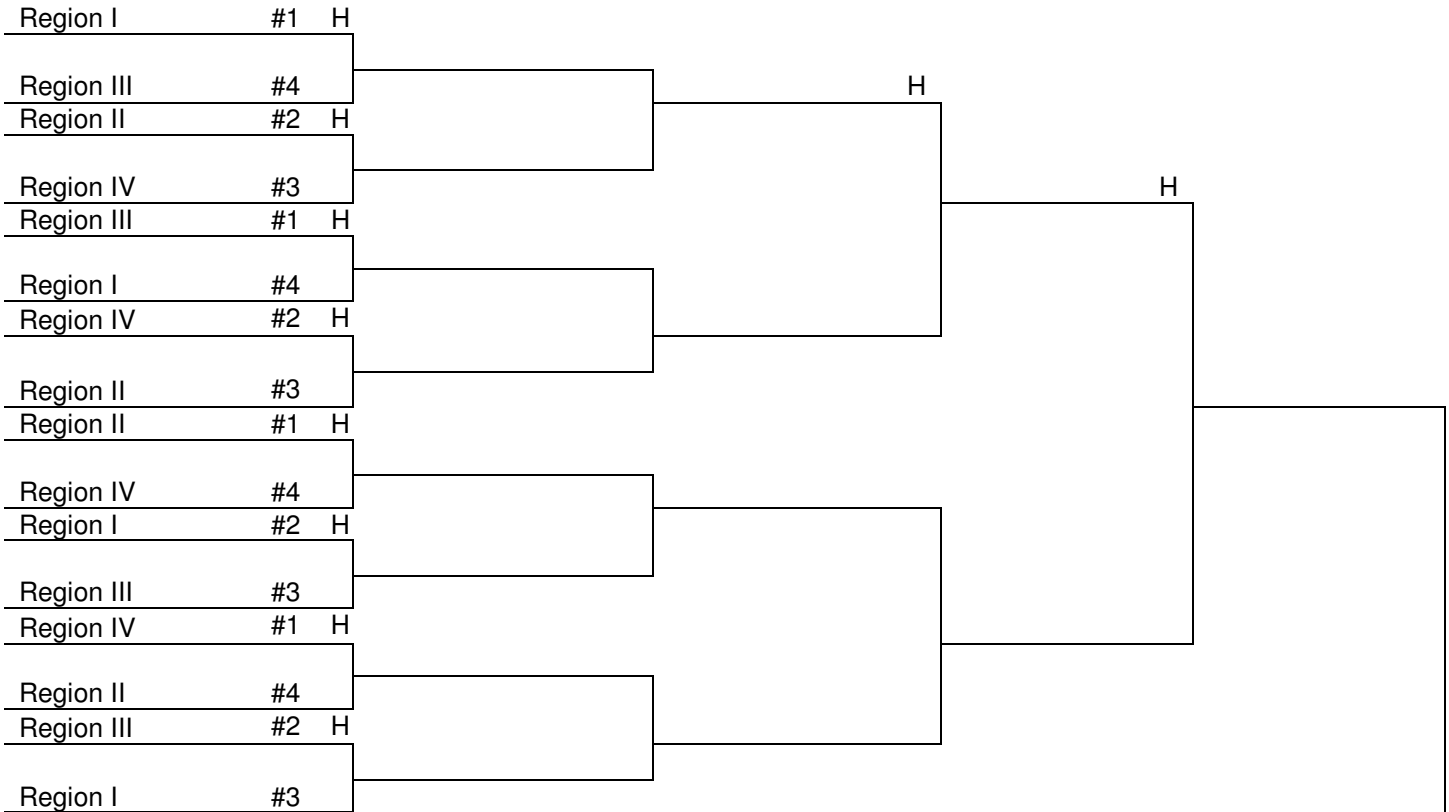 Region I #1 H
Region III #4 H
Region II #2 H
Region IV #3 H
Region III #1 H
Region I #4
Region IV #2 H
Region II #3
Region II #1 H
Region IV #4
Region I #2 H
Region III #3
Region IV #1 H
Region II #4
Region III #2 H
Region I #3